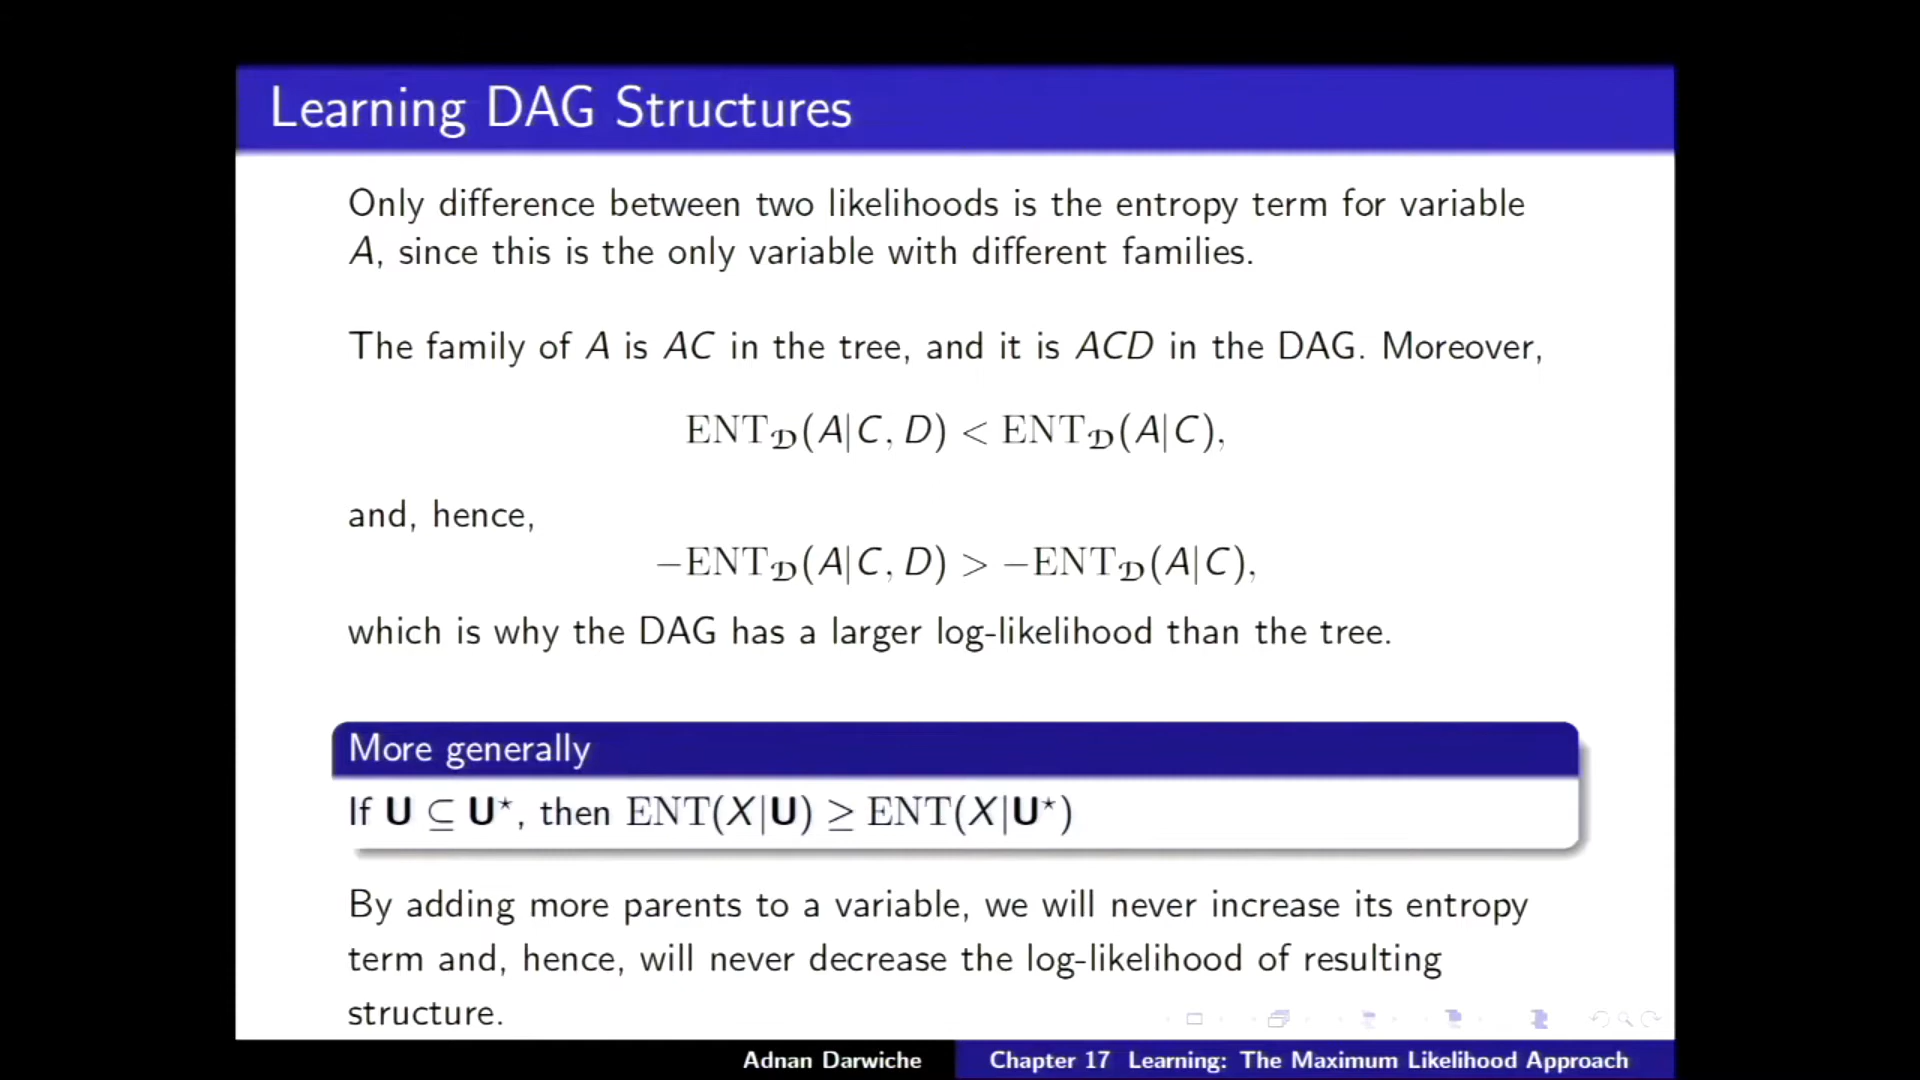 Learning DAG Structures
Only difference between two likelihoods is the entropy term for variable
A, since this is the only variable with different families.
The family of A is AC in the tree, and it is ACD in the DAG. Moreover,
ENT𝒟(A|C, D) < ENT𝒟(A|C),
and, hence,
−ENT𝒟(A|C, D) > −ENT𝒟(A|C),
which is why the DAG has a larger log-likelihood than the tree.
More generally
If U ⊆ U⋆, then ENT(X|U) ≥ ENT(X|U⋆)
By adding more parents to a variable, we will never increase its entropy
term and, hence, will never decrease the log-likelihood of resulting
structure.
Adnan Darwiche
Chapter 17 Learning: The Maximum Likelihood Approach